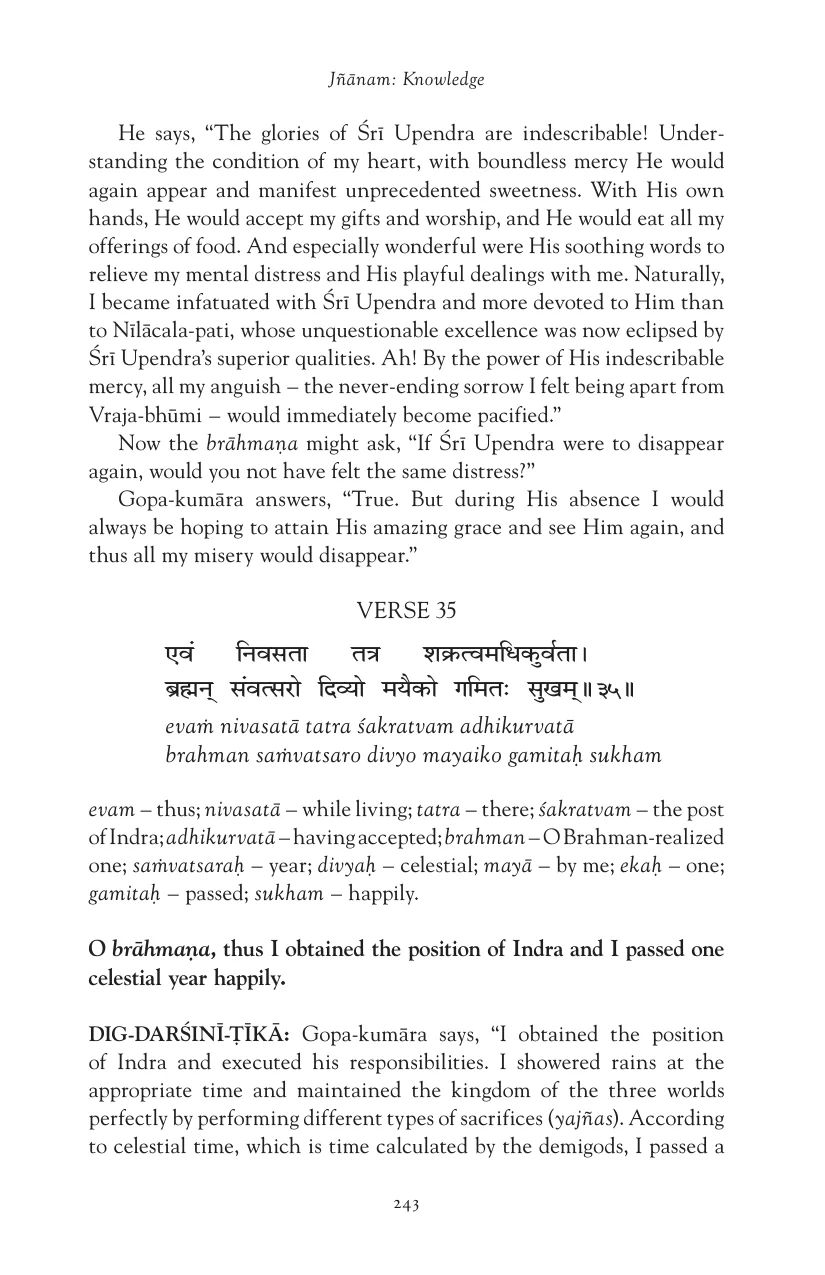 Jñānam: Knowledge
He says, “The glories of Śrī Upendra are indescribable! Under-
standing the condition of my heart, with boundless mercy He would
again appear and manifest unprecedented sweetness. With His own
hands, He would accept my gifts and worship, and He would eat all my
offerings of food. And especially wonderful were His soothing words to
relieve my mental distress and His playful dealings with me. Naturally,
I became infatuated with Śrī Upendra and more devoted to Him than
to Nīlācala-pati, whose unquestionable excellence was now eclipsed by
Śrī Upendra’s superior qualities. Ah! By the power of His indescribable
mercy, all my anguish – the never-ending sorrow I felt being apart from
Vraja-bhūmi – would immediately become pacified.”
Now the brāhmaṇa might ask, “If Śrī Upendra were to disappear
again, would you not have felt the same distress?”
Gopa-kumāra answers, “True. But during His absence I would
always be hoping to attain His amazing grace and see Him again, and
thus all my misery would disappear.”
VERSE 35
एवं निवसता तत्र शक्रत्वमधिकुर्वता।
ब्रह्मन् संवत्सरो दिव्यो मयैको गमितः सुखम्॥३५॥
evaṁ nivasatā tatra śakratvam adhikurvatā
brahman saṁvatsaro divyo mayaiko gamitaḥ sukham
evam – thus; nivasatā – while living; tatra – there; śakratvam – the post
of Indra; adhikurvatā – having accepted; brahman – O Brahman-realized
one; saṁvatsaraḥ – year; divyaḥ – celestial; mayā – by me; ekaḥ – one;
gamitaḥ – passed; sukham – happily.
O brāhmaṇa, thus I obtained the position of Indra and I passed one
celestial year happily.
DIG-DARŚINĪ-ṬĪKĀ: Gopa-kumāra says, “I obtained the position
of Indra and executed his responsibilities. I showered rains at the
appropriate time and maintained the kingdom of the three worlds
perfectly by performing different types of sacrifices (yajñas). According
to celestial time, which is time calculated by the demigods, I passed a
243